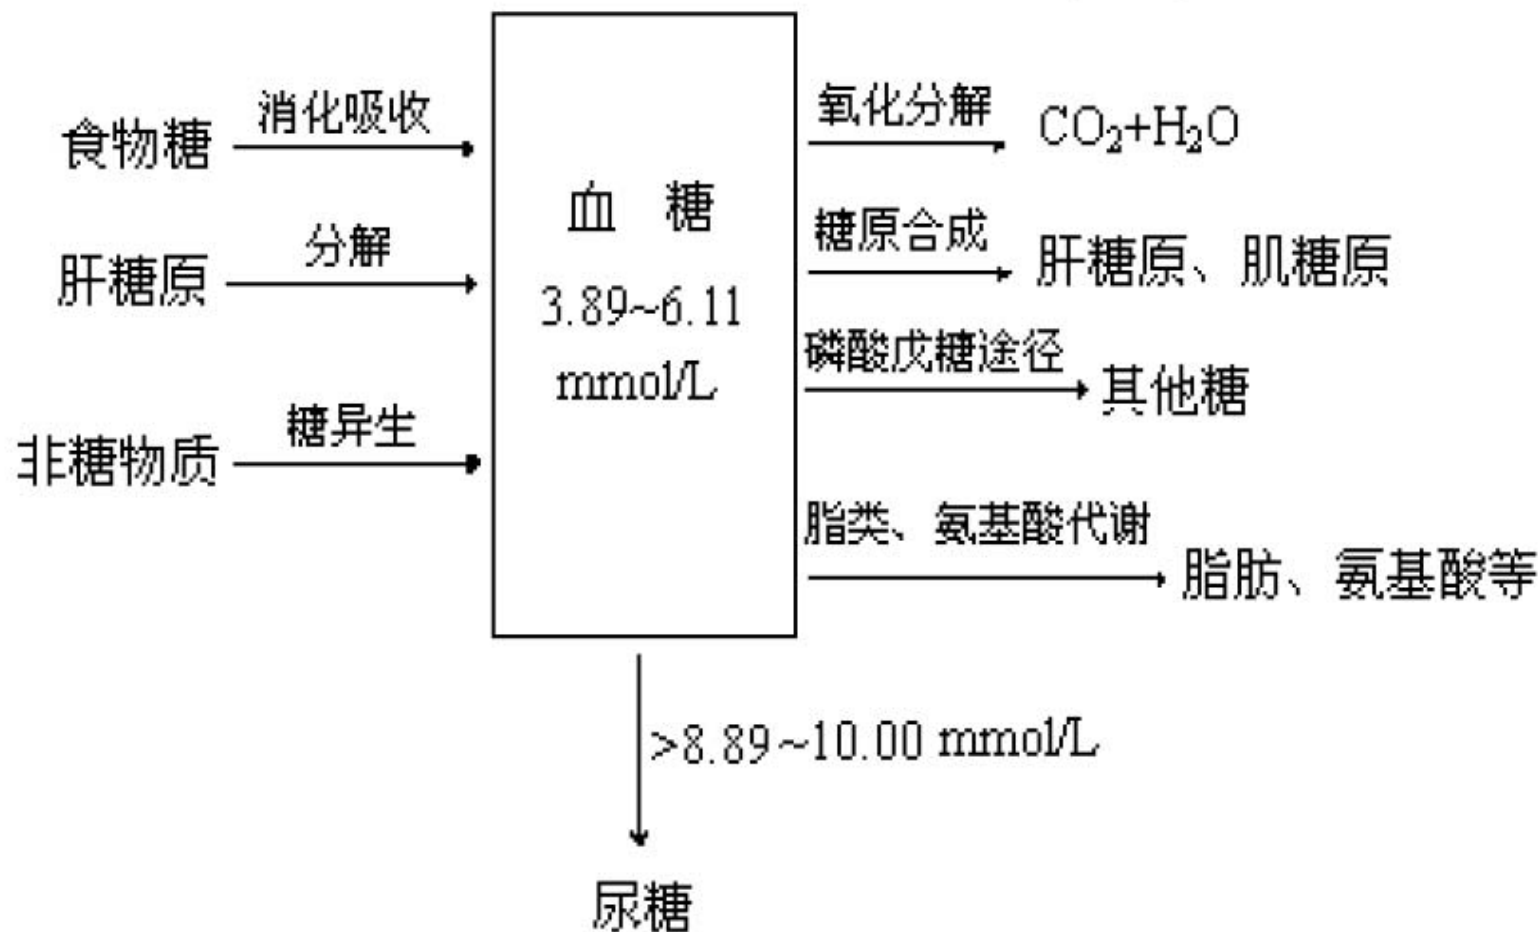 食物糖
消化吸收
肝糖原
分解
非糖物质
糖异生
血 糖
3.89~6.11
mmol/L
氧化分解
CO₂+H₂O
糖原合成
肝糖原、肌糖原
磷酸戊糖途径
其他糖
脂类、氨基酸代谢
脂肪、氨基酸等
>8.89~10.00 mmol/L
尿糖